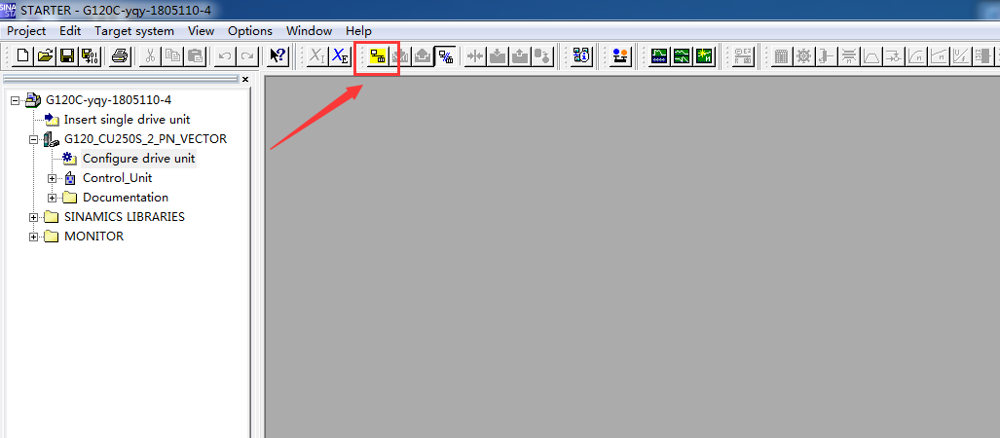 STARTER - G120C-yqy-1805110-4
Project Edit Target system View Options Window Help
G120C-yqy-1805110-4
Insert single drive unit
G120_CU250S_2_PN_VECTOR
Configure drive unit
Control_Unit
Documentation
SINAMICS LIBRARIES
MONITOR